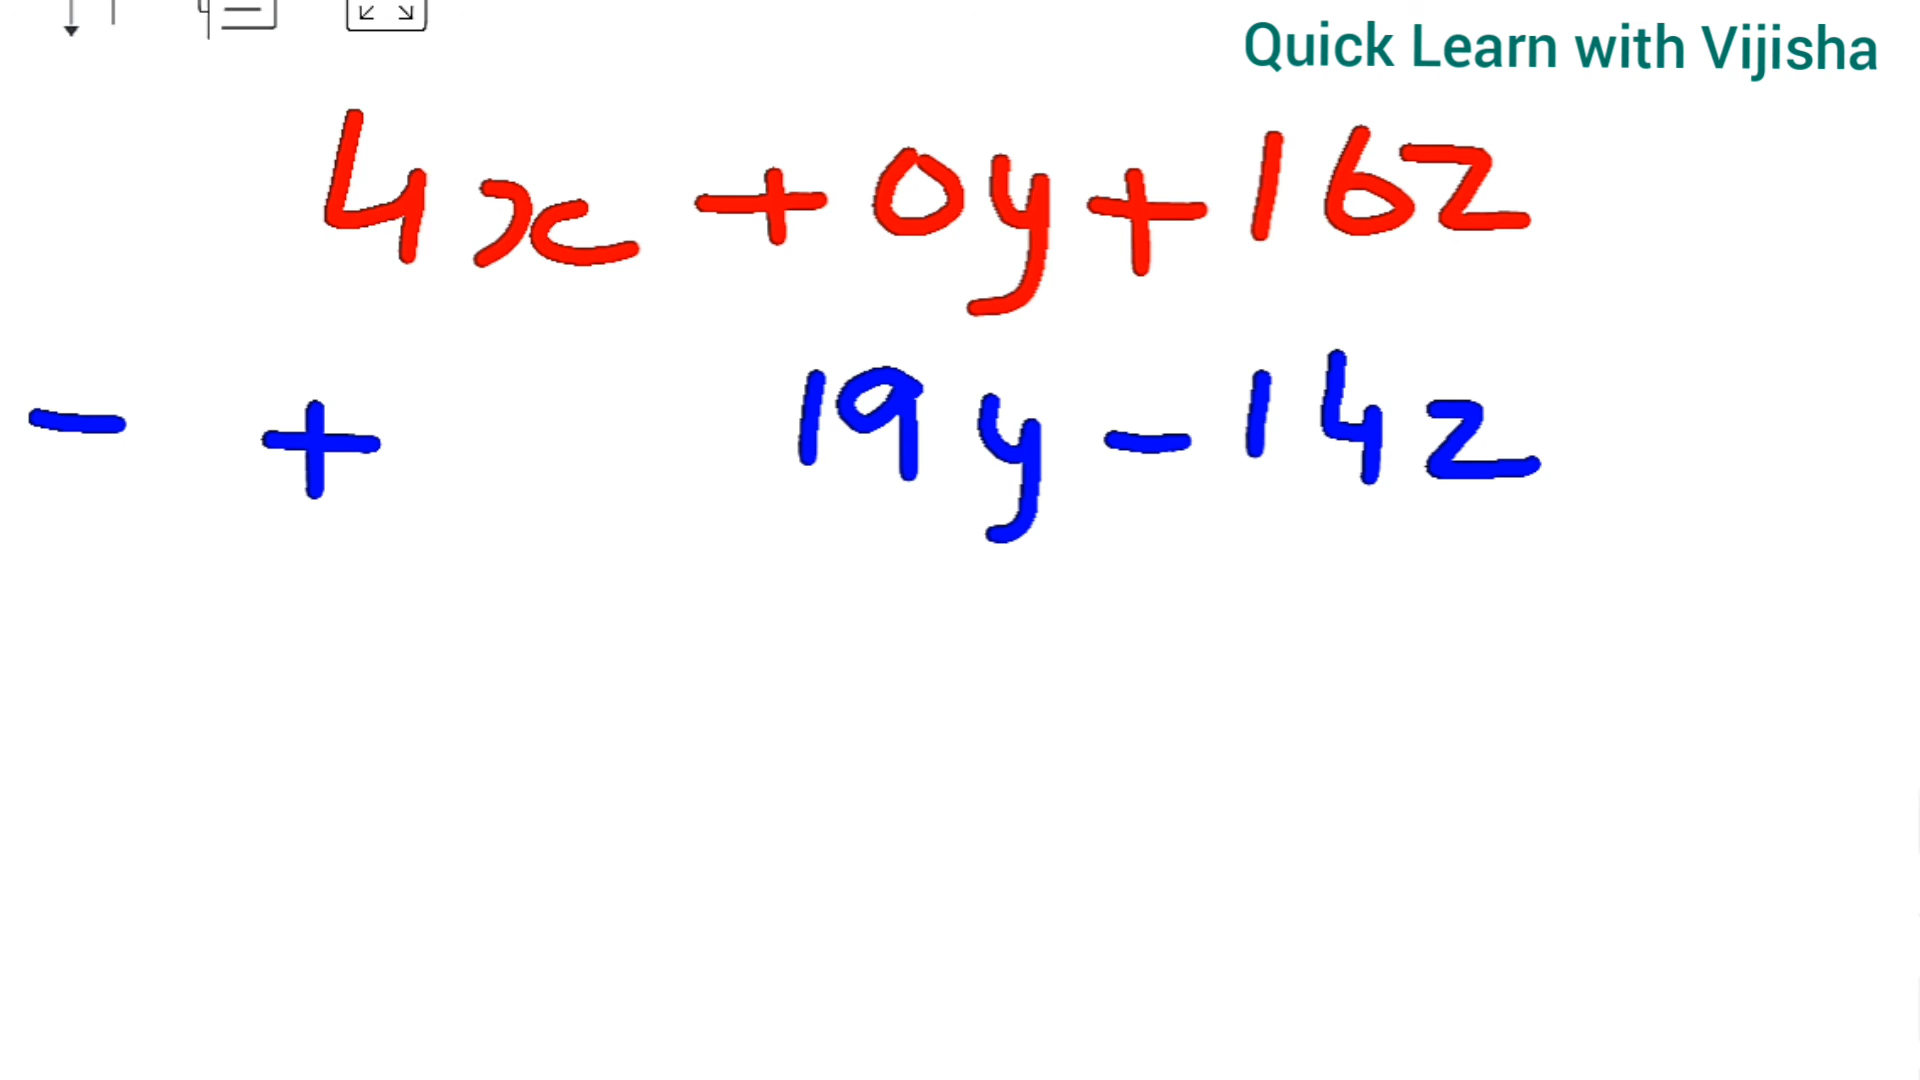 Quick Learn with Vijisha
4x + 0y + 16z
- + 19y - 14z